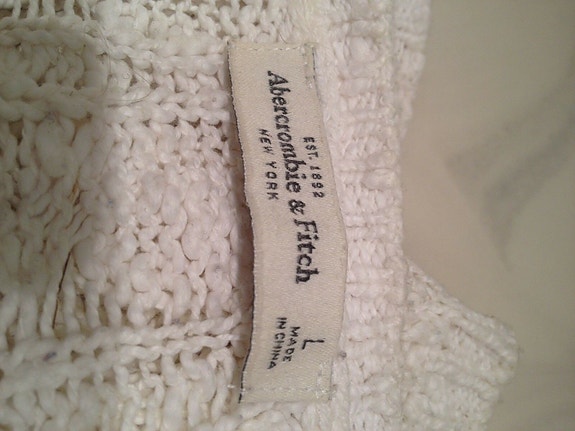 EST. 1892
Abercrombie & Fitch
NEW YORK
L
MADE
IN CHINA